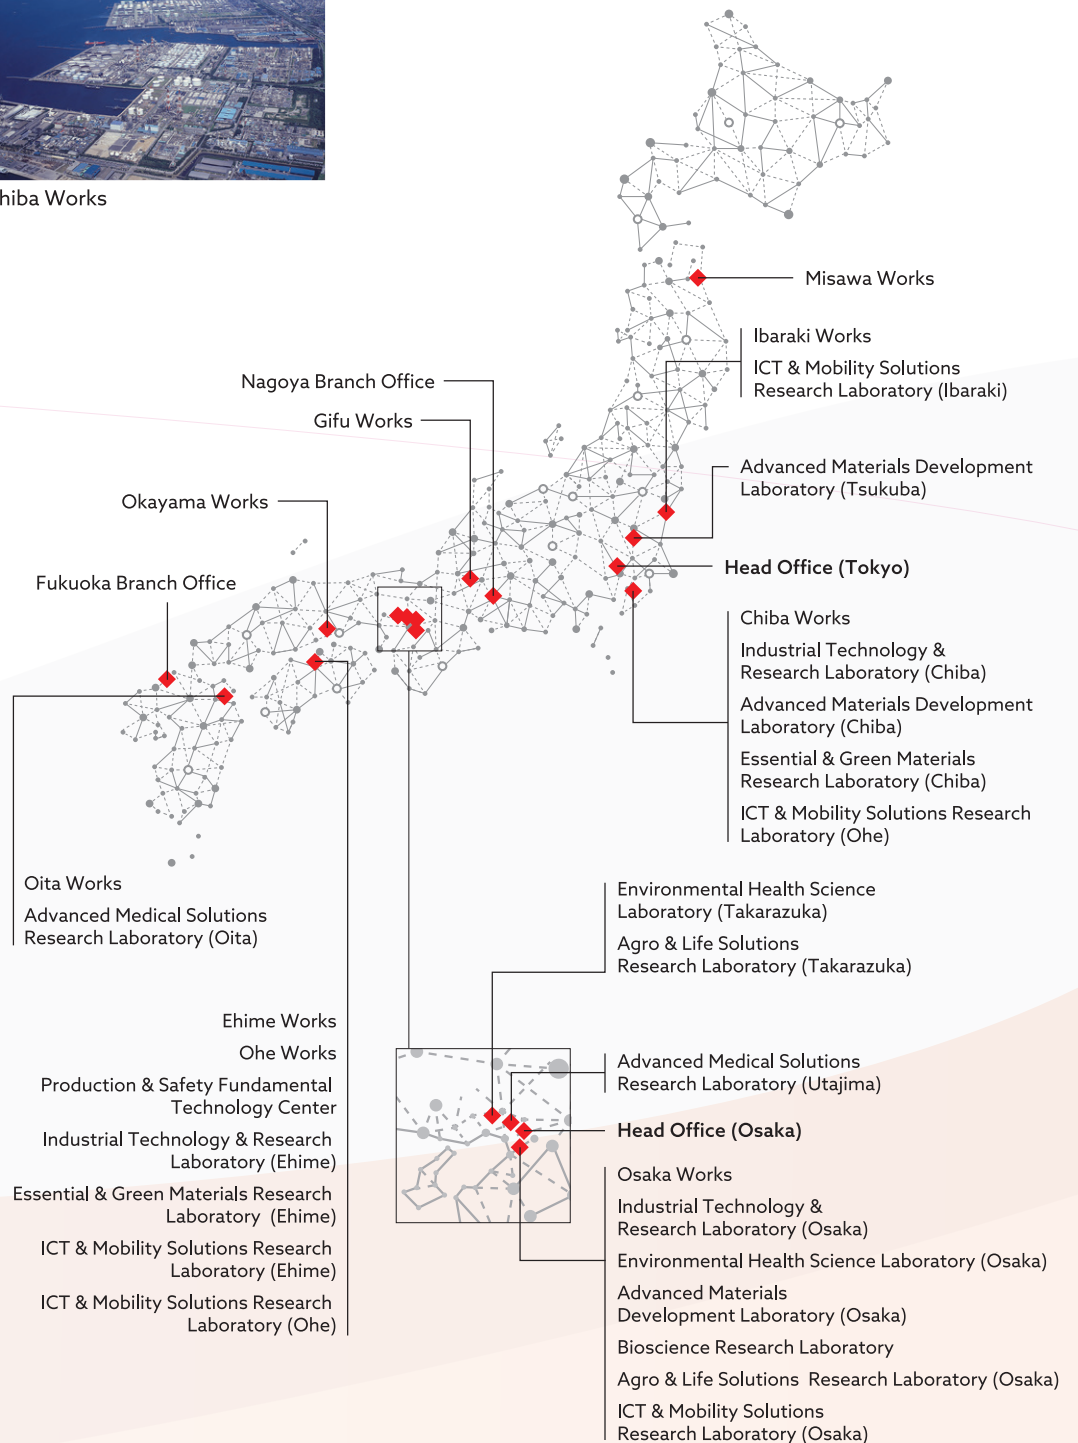 hiba Works
Misawa Works
Ibaraki Works
ICT & Mobility Solutions
Research Laboratory (Ibaraki)
Nagoya Branch Office
Gifu Works
Advanced Materials Development
Laboratory (Tsukuba)
Okayama Works
Head Office (Tokyo)
Fukuoka Branch Office
Chiba Works
Industrial Technology &
Research Laboratory (Chiba)
Advanced Materials Development
Laboratory (Chiba)
Essential & Green Materials
Research Laboratory (Chiba)
ICT & Mobility Solutions Research
Laboratory (Ohe)
Oita Works
Advanced Medical Solutions
Research Laboratory (Oita)
Environmental Health Science
Laboratory (Takarazuka)
Agro & Life Solutions
Research Laboratory (Takarazuka)
Ehime Works
Ohe Works
Production & Safety Fundamental
Technology Center
Industrial Technology & Research
Laboratory (Ehime)
Essential & Green Materials Research
Laboratory (Ehime)
ICT & Mobility Solutions Research
Laboratory (Ehime)
ICT & Mobility Solutions Research
Laboratory (Ohe)
Advanced Medical Solutions
Research Laboratory (Utajima)
Head Office (Osaka)
Osaka Works
Industrial Technology &
Research Laboratory (Osaka)
Environmental Health Science Laboratory (Osaka)
Advanced Materials
Development Laboratory (Osaka)
Bioscience Research Laboratory
Agro & Life Solutions Research Laboratory (Osaka)
ICT & Mobility Solutions
Research Laboratory (Osaka)